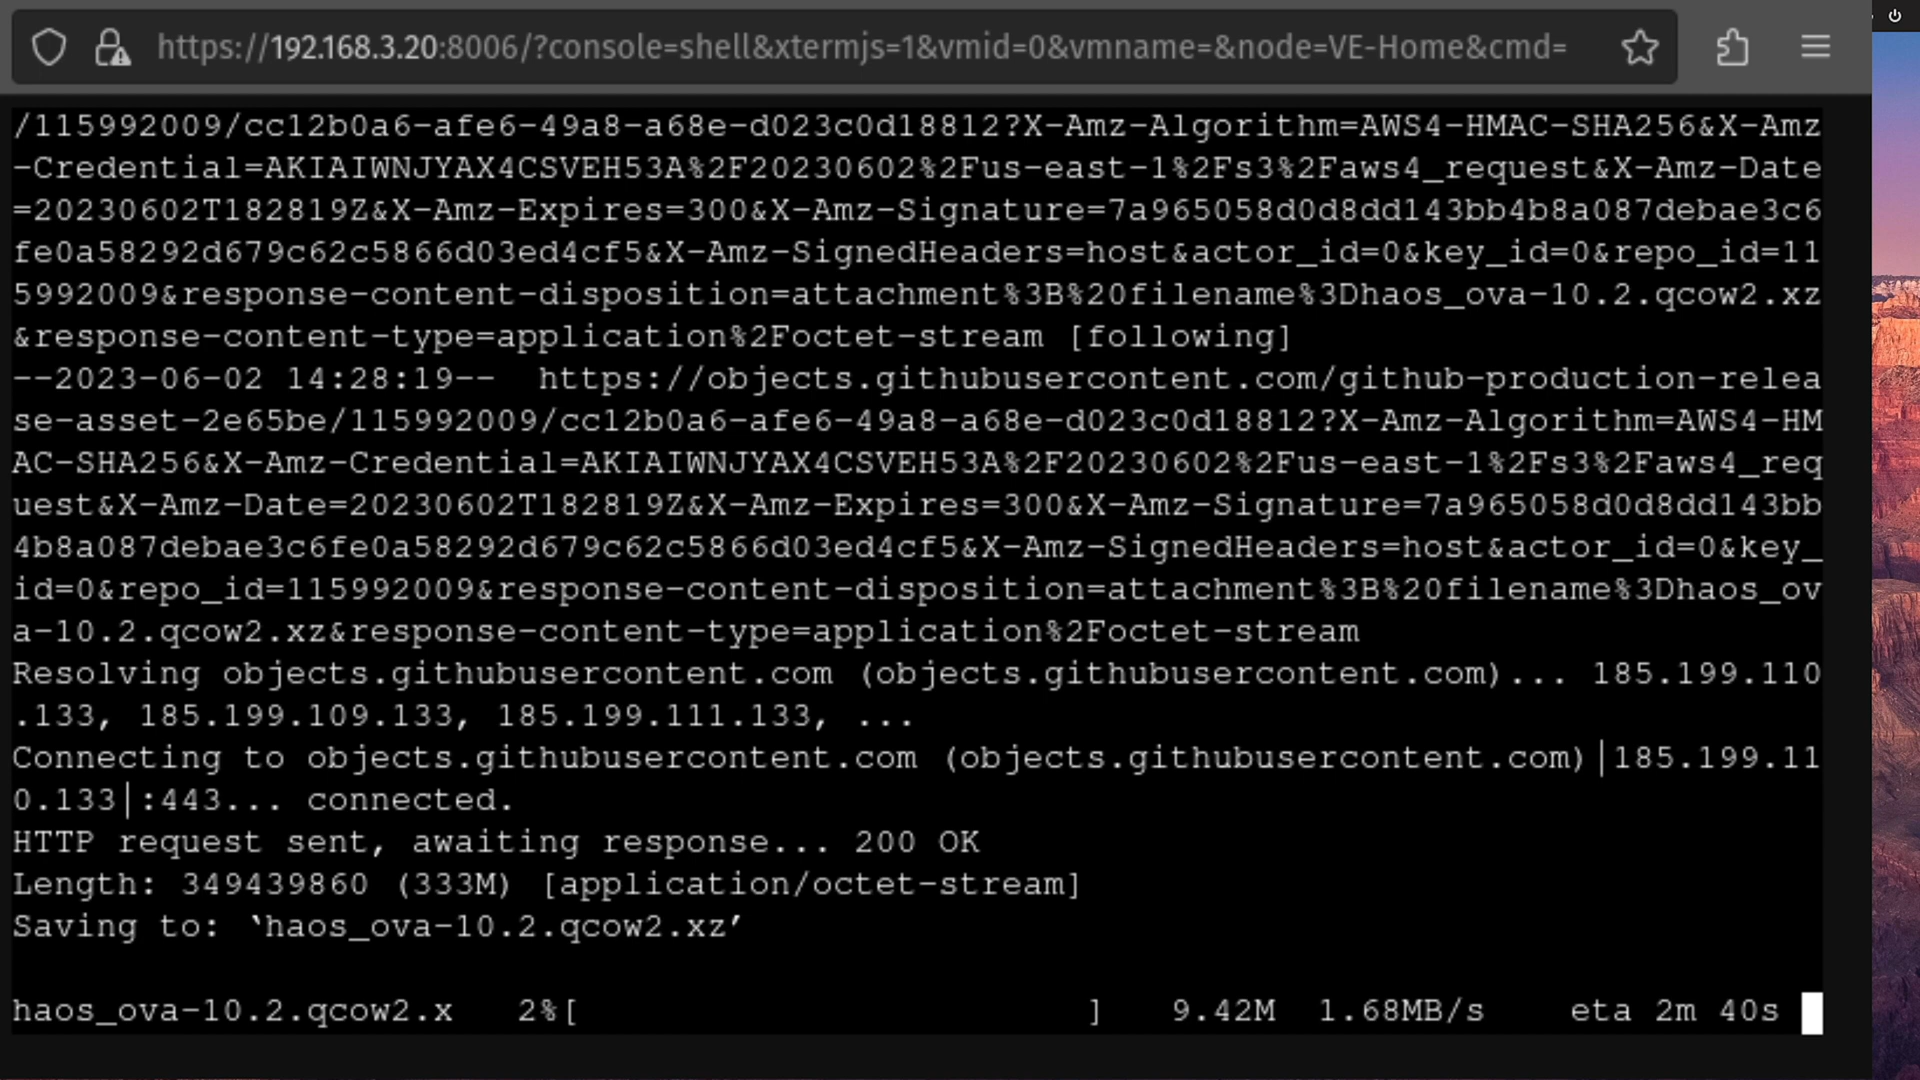 https://192.168.3.20:8006/?console=shell&xtermjs=1&vmid=0&vmname=&node=VE-Home&cmd=
/115992009/cc12b0a6-afe6-49a8-a68e-d023c0d18812?X-Amz-Algorithm=AWS4-HMAC-SHA256&X-Amz
-Credential=AKIAIWNJYAX4CSVEH53A%2F20230602%2Fus-east-1%2Fs3%2Faws4_request&X-Amz-Date
=20230602T182819Z&X-Amz-Expires=300&X-Amz-Signature=7a965058d0d8dd143bb4b8a087debae3c6
fe0a58292d679c62c5866d03ed4cf5&X-Amz-SignedHeaders=host&actor_id=0&key_id=0&repo_id=11
5992009&response-content-disposition=attachment%3B%20filename%3Dhaos_ova-10.2.qcow2.xz
&response-content-type=application%2Foctet-stream [following]
--2023-06-02 14:28:19--  https://objects.githubusercontent.com/github-production-relea
se-asset-2e65be/115992009/cc12b0a6-afe6-49a8-a68e-d023c0d18812?X-Amz-Algorithm=AWS4-HM
AC-SHA256&X-Amz-Credential=AKIAIWNJYAX4CSVEH53A%2F20230602%2Fus-east-1%2Fs3%2Faws4_req
uest&X-Amz-Date=20230602T182819Z&X-Amz-Expires=300&X-Amz-Signature=7a965058d0d8dd143bb
4b8a087debae3c6fe0a58292d679c62c5866d03ed4cf5&X-Amz-SignedHeaders=host&actor_id=0&key_
id=0&repo_id=115992009&response-content-disposition=attachment%3B%20filename%3Dhaos_ov
a-10.2.qcow2.xz&response-content-type=application%2Foctet-stream
Resolving objects.githubusercontent.com (objects.githubusercontent.com)... 185.199.110
.133, 185.199.109.133, 185.199.111.133, ...
Connecting to objects.githubusercontent.com (objects.githubusercontent.com)|185.199.11
0.133|:443... connected.
HTTP request sent, awaiting response... 200 OK
Length: 349439860 (333M) [application/octet-stream]
Saving to: ‘haos_ova-10.2.qcow2.xz’
haos_ova-10.2.qcow2.x   2%[                         ]   9.42M  1.68MB/s    eta 2m 40s